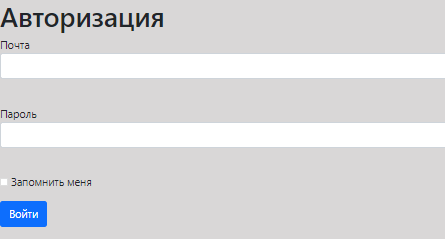 Авторизация
Почта
Пароль
Запомнить меня
Войти